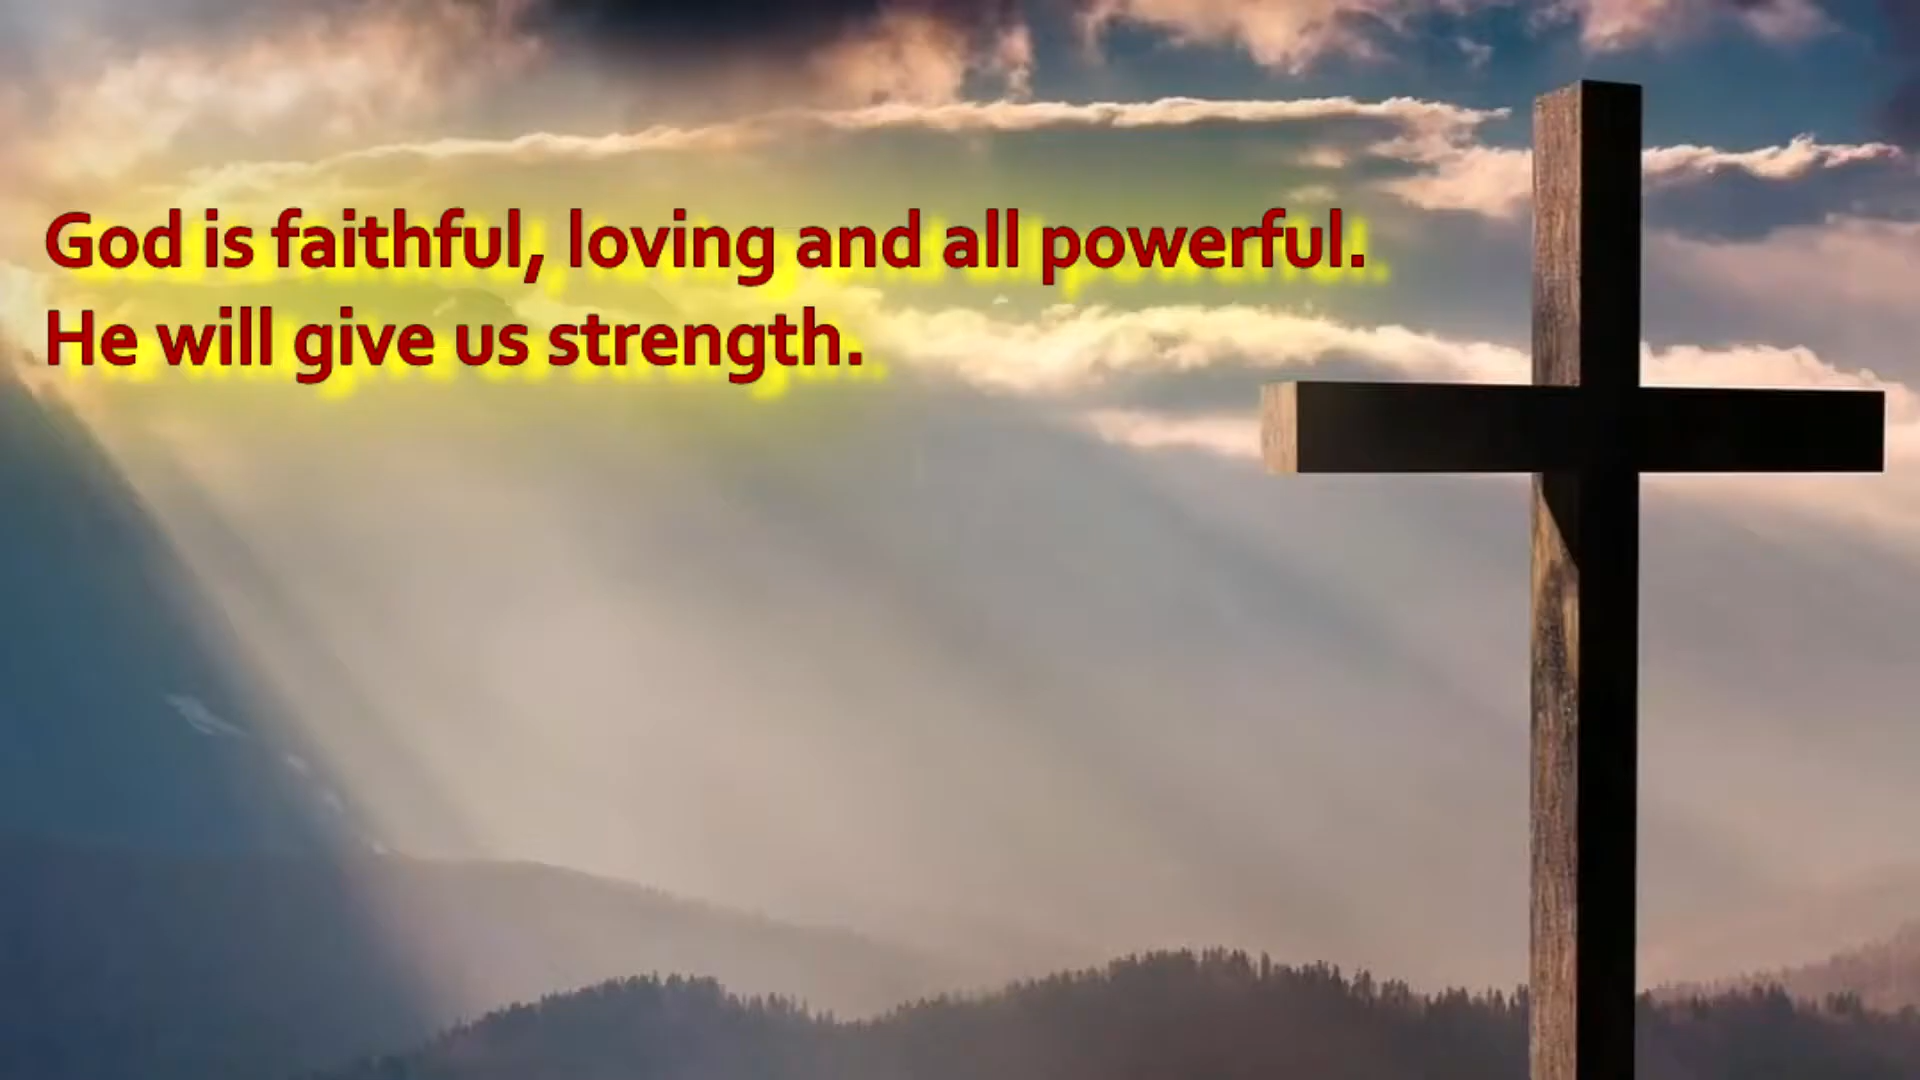 God is faithful, loving and all powerful.
He will give us strength.